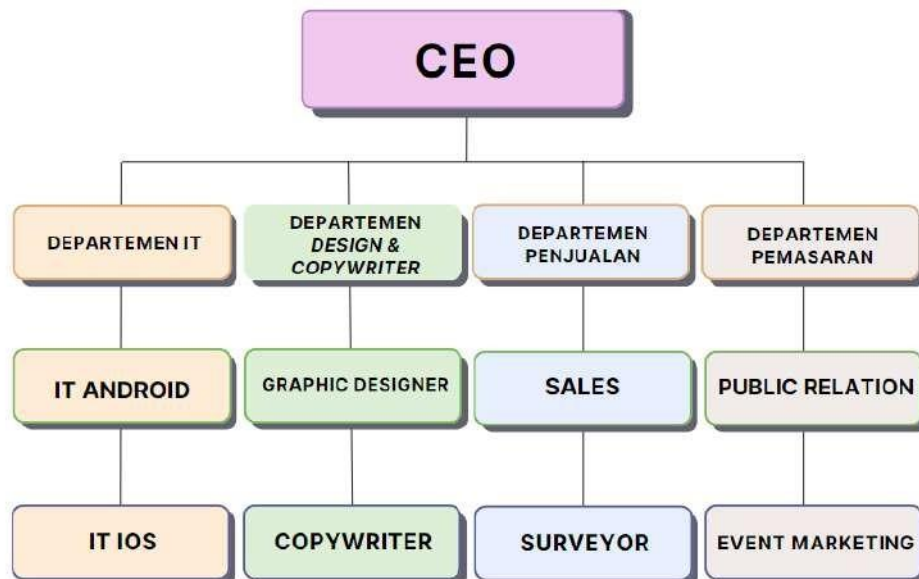 CEO
DEPARTEMEN IT
DEPARTEMEN
DESIGN &
COPYWRITER
DEPARTEMEN
PENJUALAN
DEPARTEMEN
PEMASARAN
IT ANDROID
GRAPHIC DESIGNER
SALES
PUBLIC RELATION
IT IOS
COPYWRITER
SURVEYOR
EVENT MARKETING